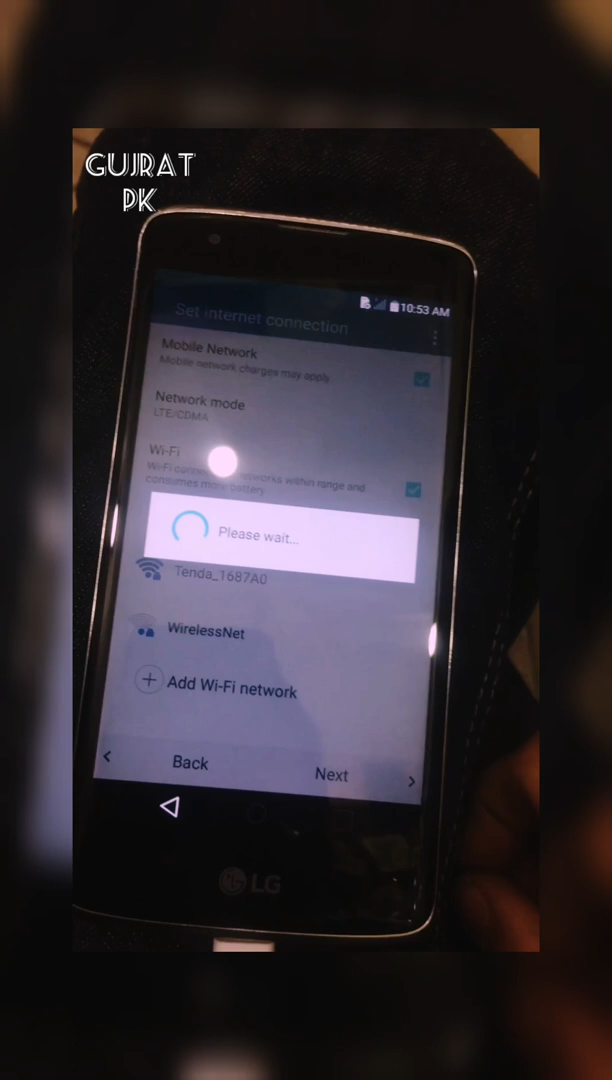 GUJRAT
PK
10:53 AM
Set internet connection
Mobile Network
Mobile network charges may apply
Network mode
LTE/CDMA
Wi-Fi
Wi-Fi networks within range and
consumes more battery.
Please wait...
Tenda_1687A0
WirelessNet
Add Wi-Fi network
Back
Next
LG